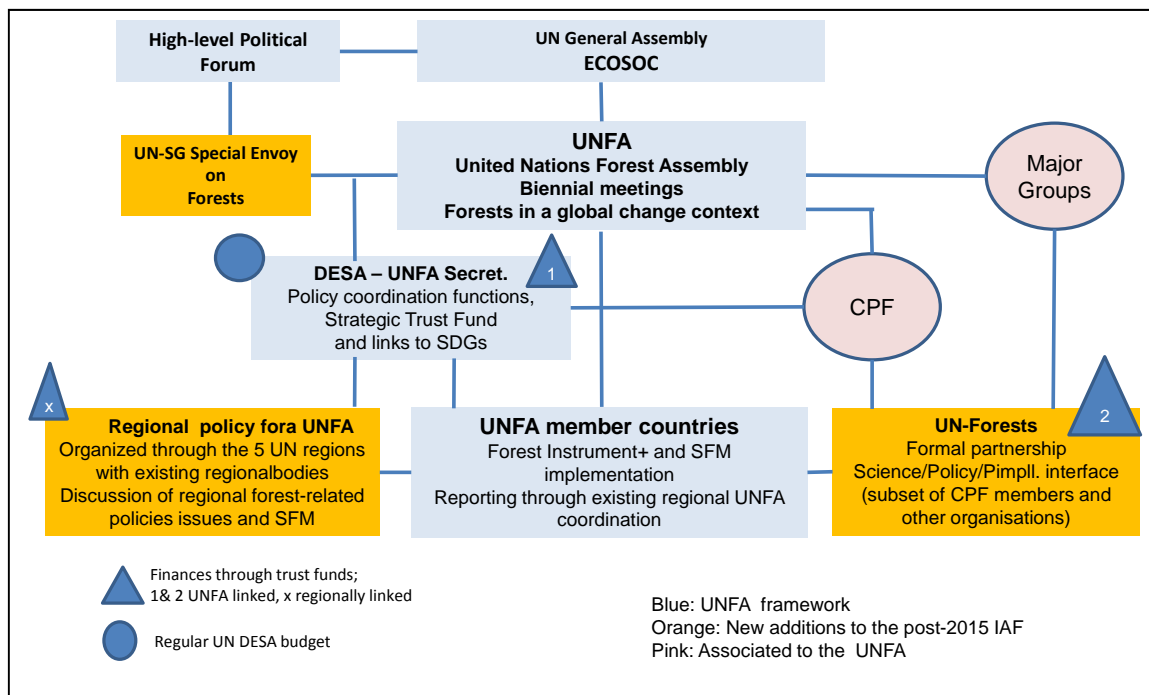 High-level Political
Forum
UN General Assembly
ECOSOC
UN-SG Special Envoy
on
Forests
UNFA
United Nations Forest Assembly
Biennial meetings
Forests in a global change context
Major
Groups
DESA – UNFA Secret.
Policy coordination functions,
Strategic Trust Fund
and links to SDGs
1
CPF
x
Regional policy fora UNFA
Organized through the 5 UN regions
with existing regionalbodies
Discussion of regional forest-related
policies issues and SFM
UNFA member countries
Forest Instrument+ and SFM
implementation
Reporting through existing regional UNFA
coordination
2
UN-Forests
Formal partnership
Science/Policy/Pimpll. interface
(subset of CPF members and
other organisations)
Finances through trust funds;
1& 2 UNFA linked, x regionally linked
Regular UN DESA budget
Blue: UNFA framework
Orange: New additions to the post-2015 IAF
Pink: Associated to the UNFA